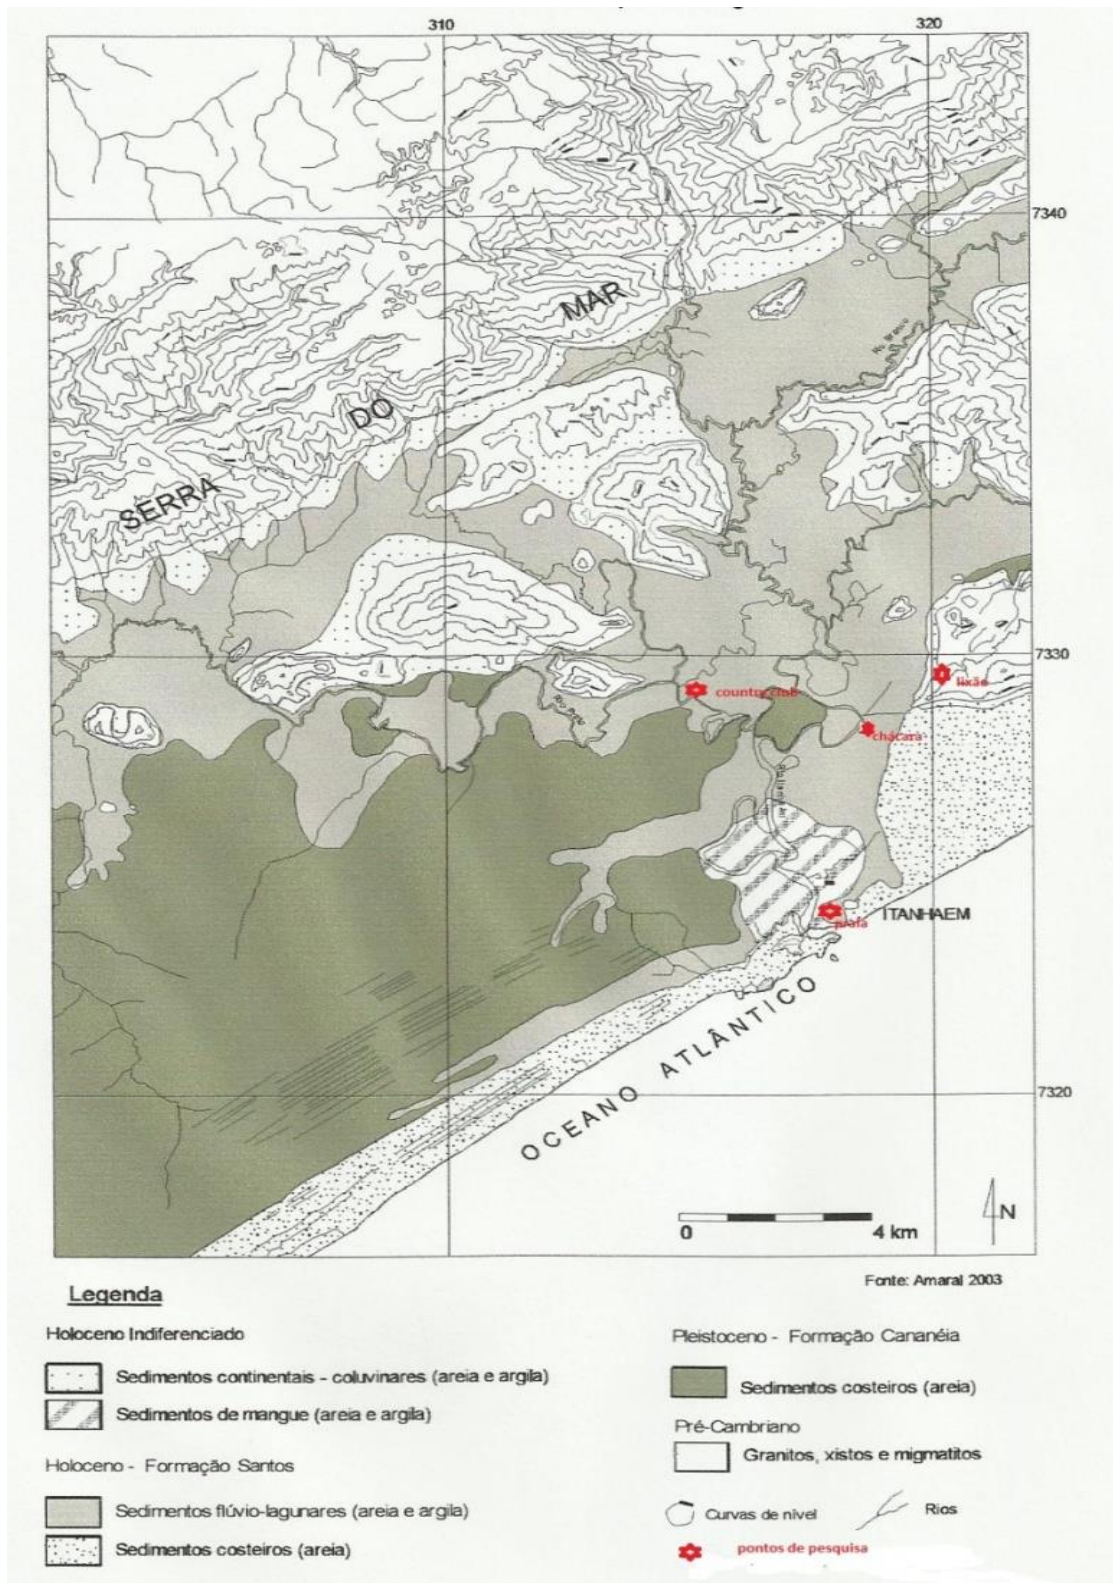 310
320
7340
MAR
DO
SERRA
7330
country club
lixão
chácara
ITANHAEM
praia
OCEANO ATLÂNTICO
7320
N
0
4 km
Fonte: Amaral 2003
Legenda
Holoceno Indiferenciado
Sedimentos continentais - coluvinares (areia e argila)
Sedimentos de mangue (areia e argila)
Holoceno - Formação Santos
Sedimentos flúvio-lagunares (areia e argila)
Sedimentos costeiros (areia)
Pleistoceno - Formação Cananéia
Sedimentos costeiros (areia)
Pré-Cambriano
Granitos, xistos e migmatitos
Curvas de nível
Rios
pontos de pesquisa